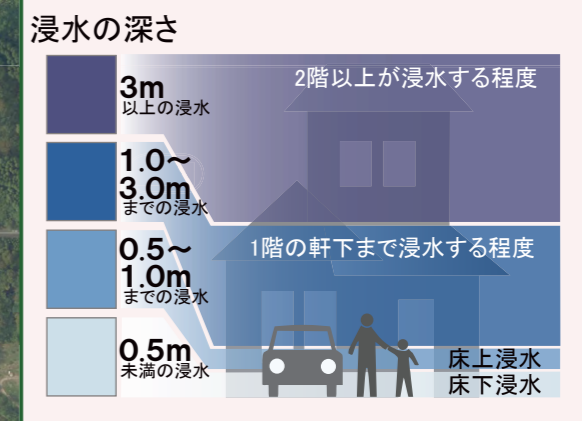 浸水の深さ
3m
以上の浸水
2階以上が浸水する程度
1.0〜
3.0m
までの浸水
0.5〜
1.0m
までの浸水
1階の軒下まで浸水する程度
0.5m
未満の浸水
床上浸水
床下浸水